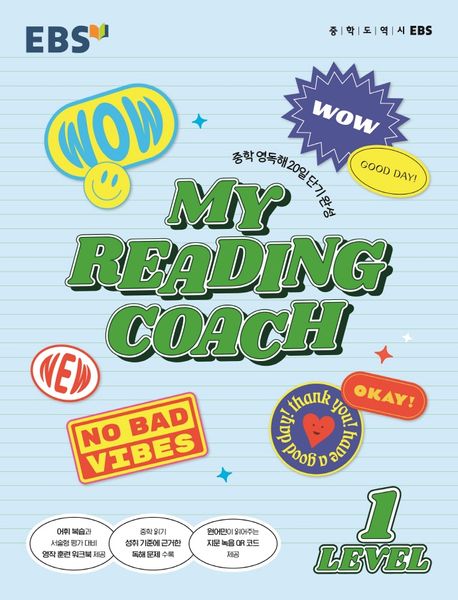 EBS
중|학|도|역|시 EBS
WOW
WOW
GOOD DAY!
중학 영독해 20일 단기 완성
MY
READING
COACH
NEW
OKAY!
thank you! have a good day!
NO BAD
VIBES
어휘 복습과
서술형 평가 대비
영작 훈련 워크북 제공
중학 읽기
성취 기준에 근거한
독해 문제 수록
원어민이 읽어주는
지문 녹음 QR 코드
제공
1
LEVEL